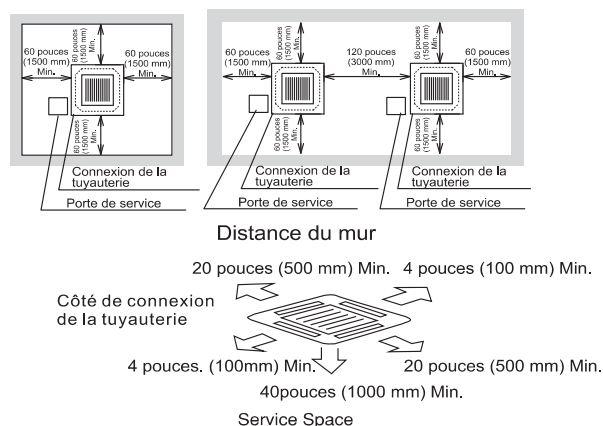 60 pouces
(1500 mm)
Min.
60 pouces
(1500 mm)
Min.
60 pouces
(1500 mm)
Min.
60 pouces
(1500 mm)
Min.
Connexion de la
tuyauterie
Porte de service
60 pouces
(1500 mm)
Min.
60 pouces
(1500 mm)
Min.
120 pouces
(3000 mm)
Min.
60 pouces
(1500 mm)
Min.
60 pouces
(1500 mm)
Min.
60 pouces
(1500 mm)
Min.
60 pouces
(1500 mm)
Min.
Connexion de la
tuyauterie
Porte de service
Connexion de la
tuyauterie
Porte de service
Distance du mur
20 pouces (500 mm) Min.
4 pouces (100 mm) Min.
Côté de connexion
de la tuyauterie
4 pouces. (100mm) Min.
20 pouces (500 mm) Min.
40pouces (1000 mm) Min.
Service Space